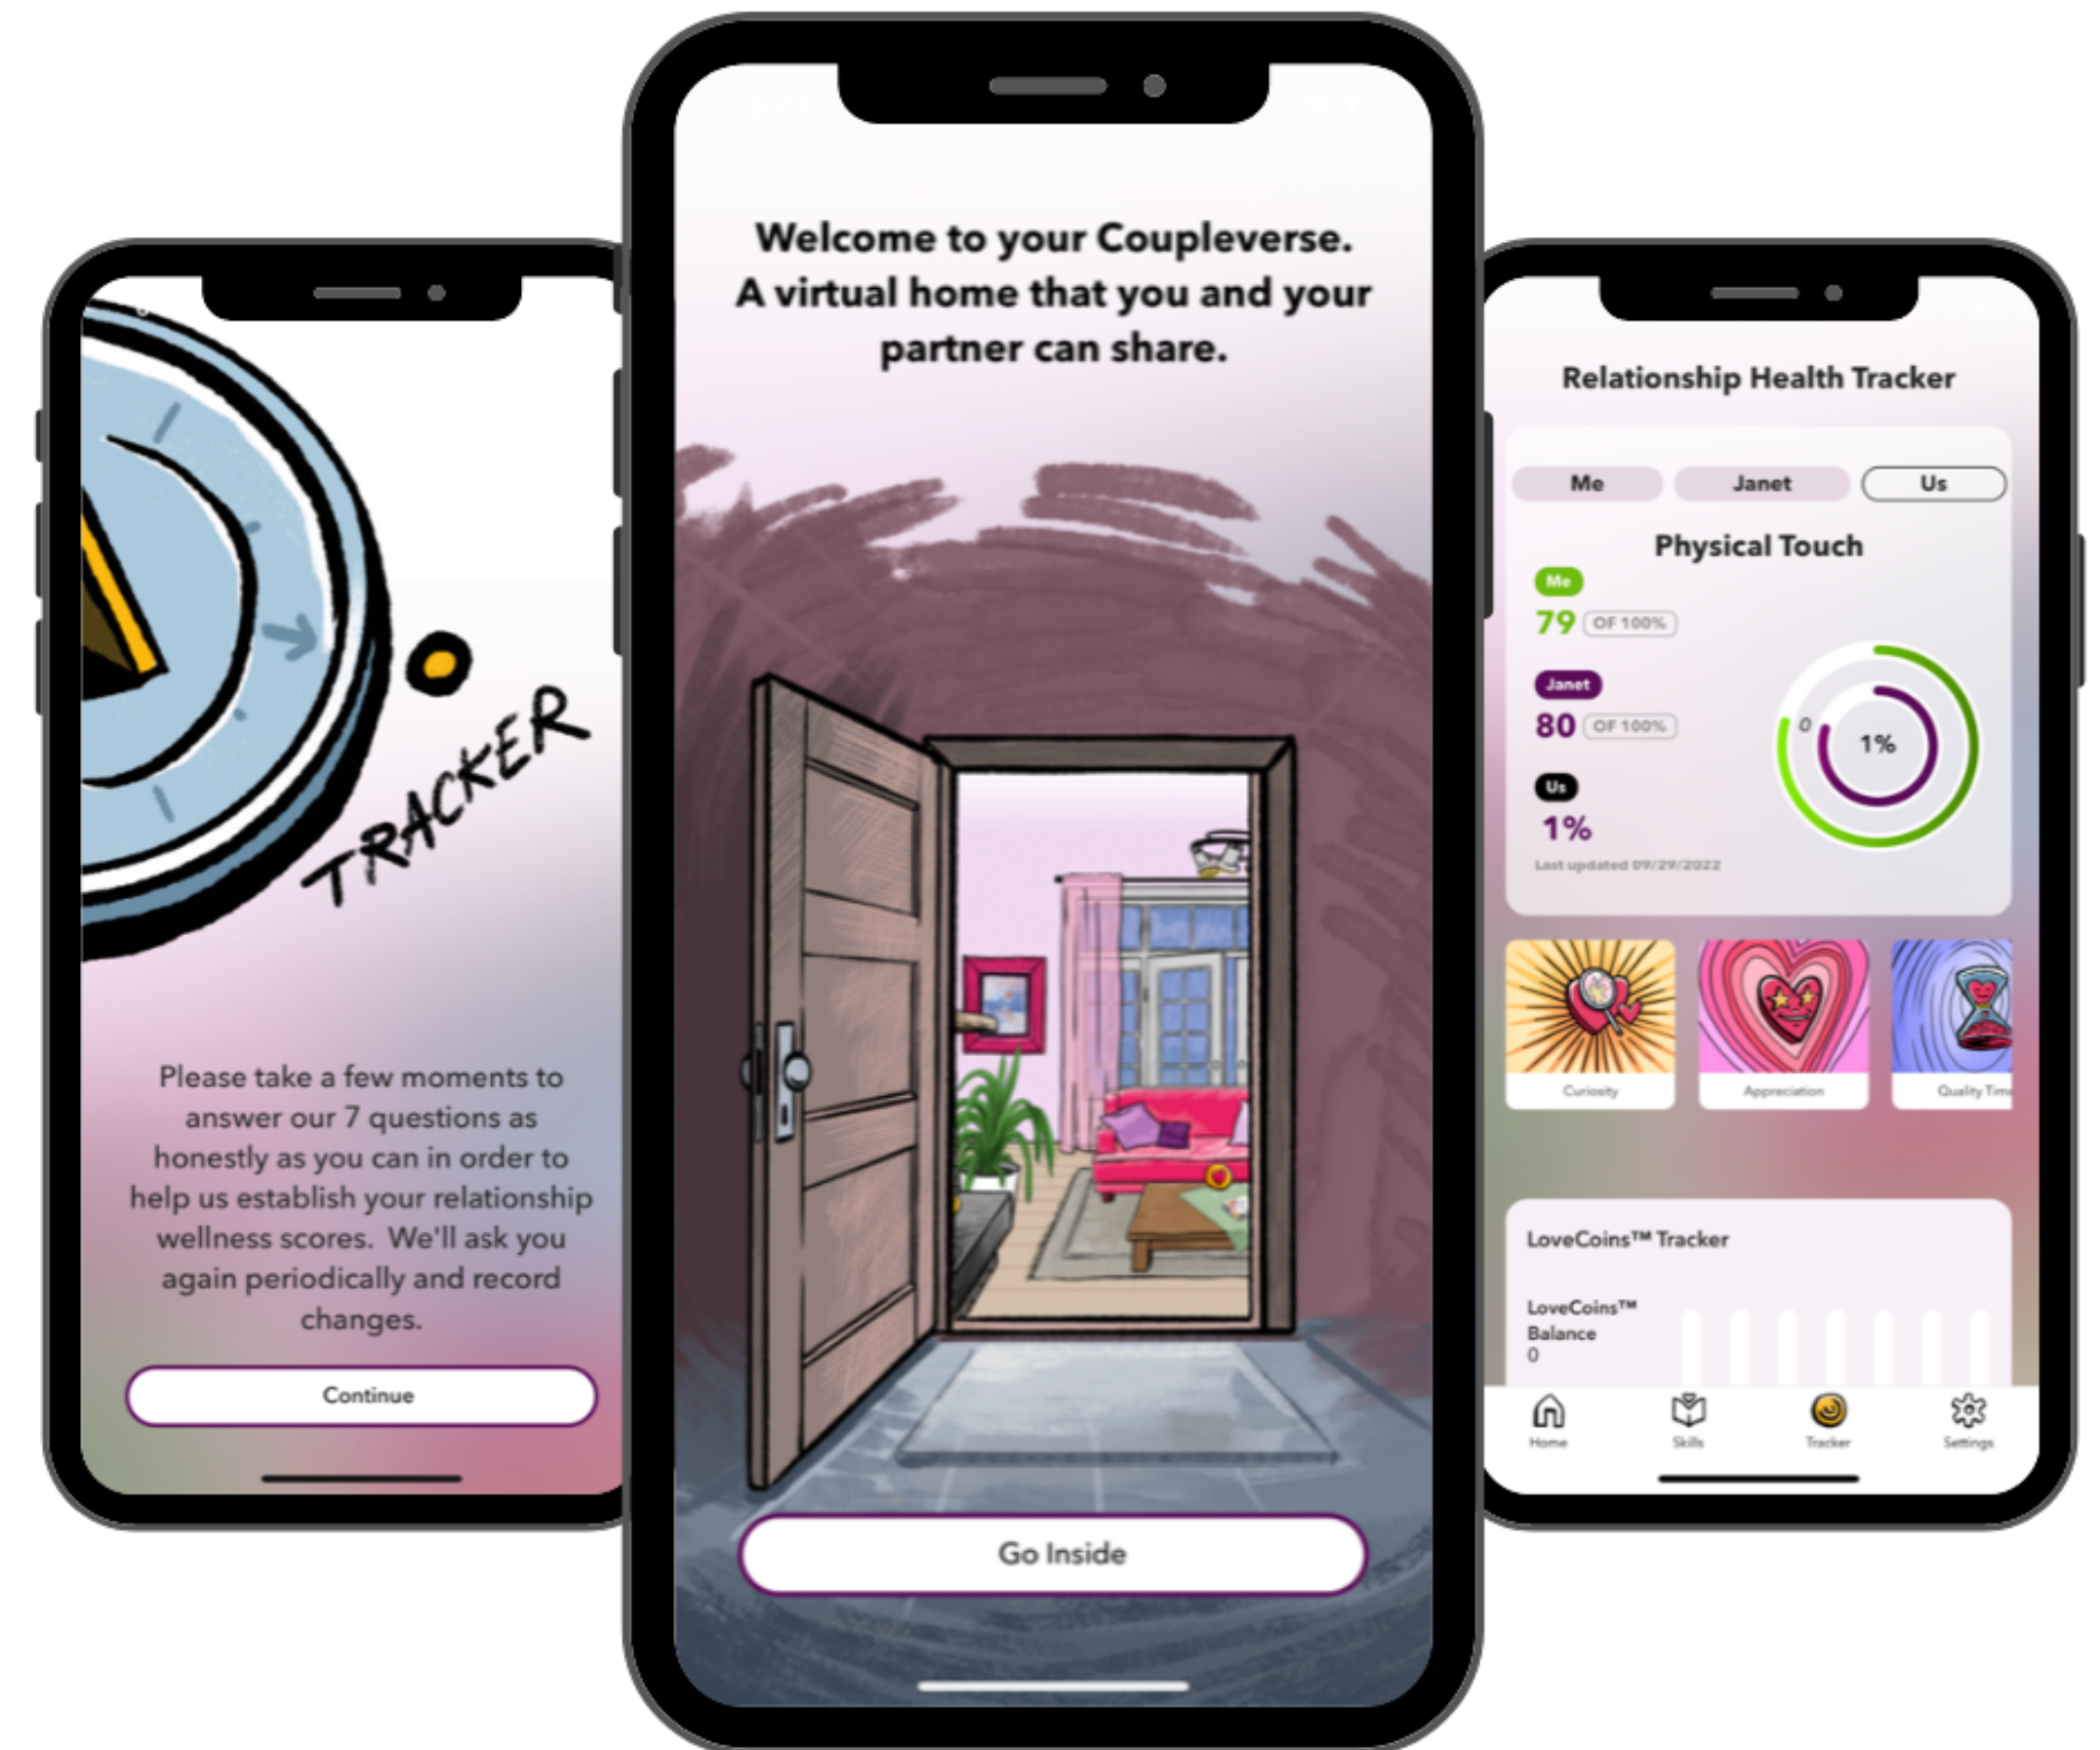 TRACKER
Please take a few moments to
answer our 7 questions as
honestly as you can in order to
help us establish your relationship
wellness scores.  We'll ask you
again periodically and record
changes.
Continue
Welcome to your Coupleverse.
A virtual home that you and your
partner can share.
Go Inside
Relationship Health Tracker
Me Janet Us
Physical Touch
Me
79 OF 100%
Janet
80 OF 100%
Us
1%
Last updated 09/29/2022
0
1%
Curiosity Appreciation Quality Time
LoveCoins™ Tracker
LoveCoins™
Balance
0
Home Skills Tracker Settings